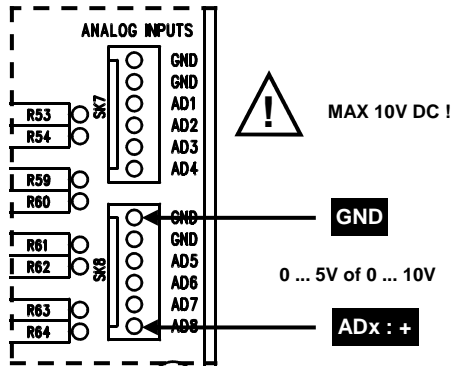 ANALOG INPUTS
GND
GND
AD1
AD2
AD3
AD4
SK7
R53
R54
R59
R60
MAX 10V DC !
GND
GND
AD5
AD6
AD7
AD8
SK8
R61
R62
R63
R64
GND
0 ... 5V of 0 ... 10V
ADx : +